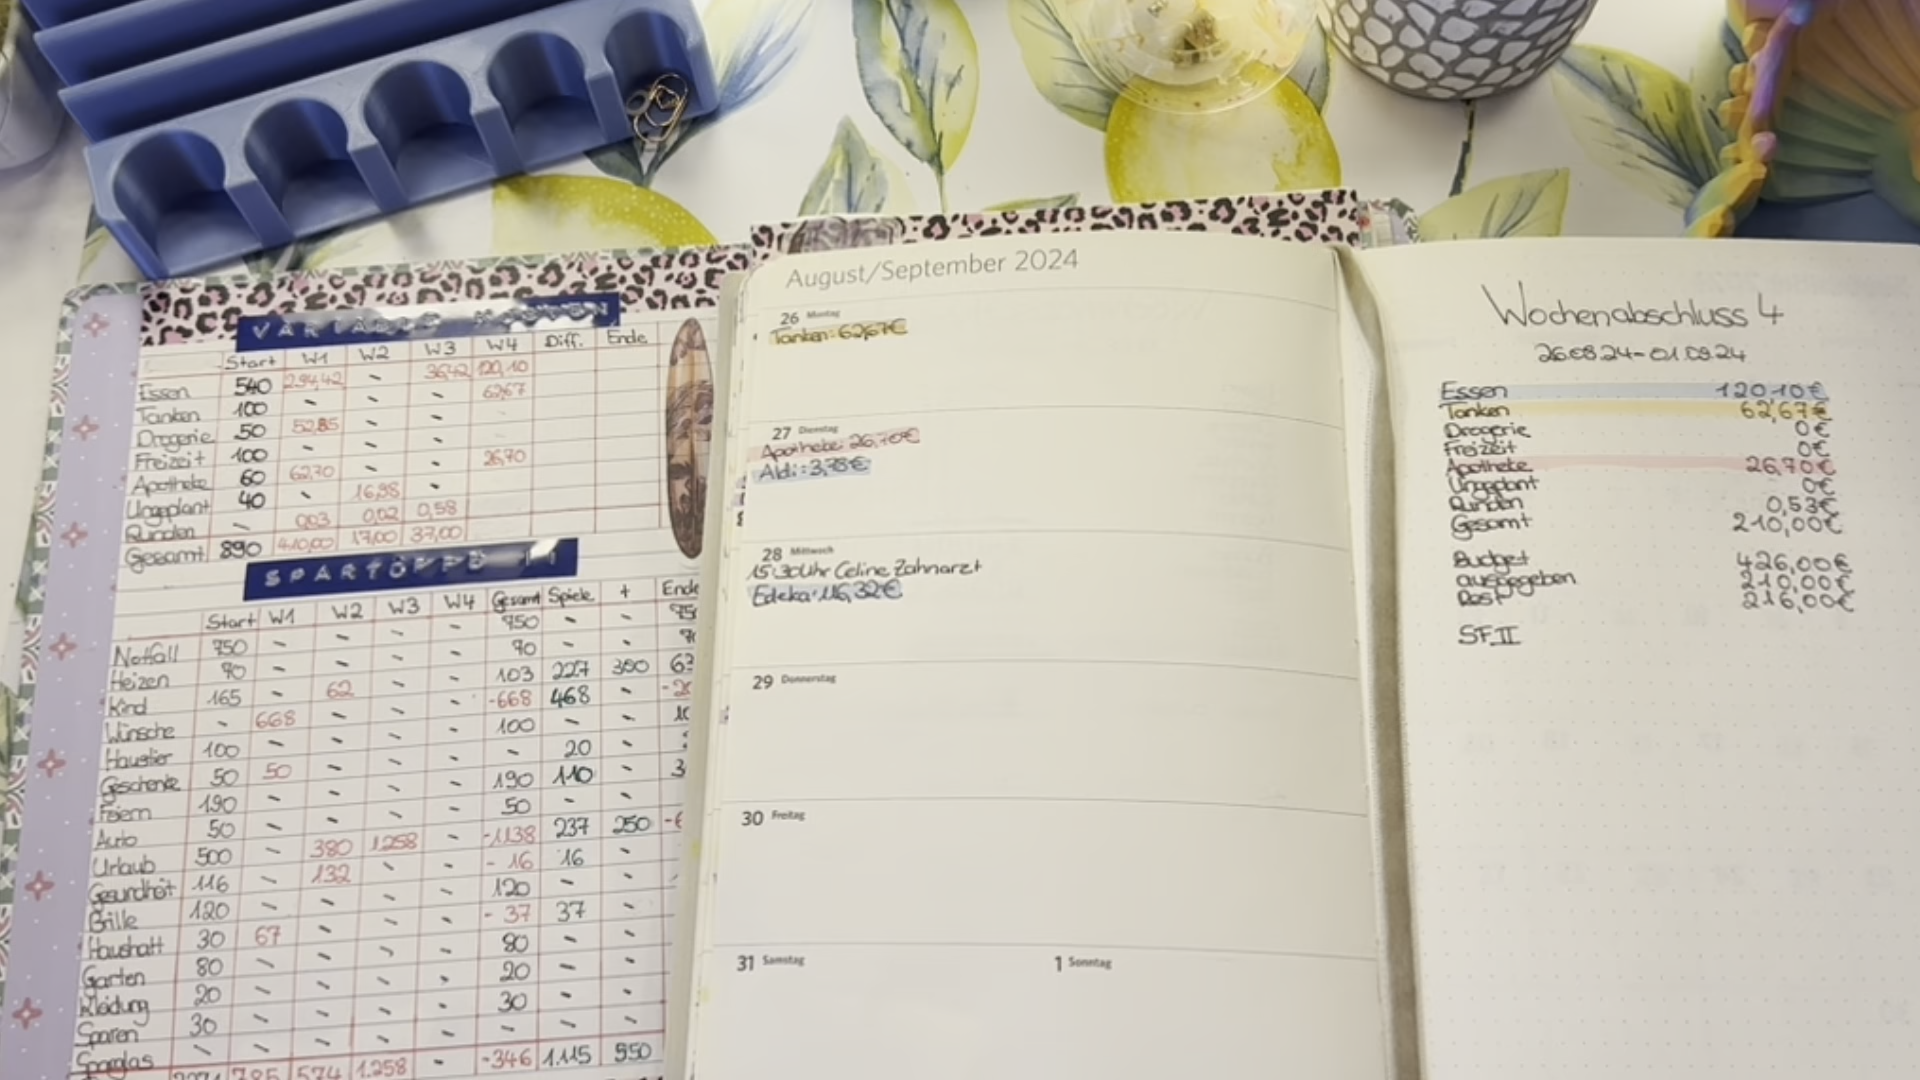 VARIABLE KOSTEN
Start W1 W2 W3 W4 Diff. Ende
Essen 540 294,42 - 36,42 120,10
Tanken 100 - - - 62,67
Drogerie 50 52,85 - -
Freizeit 100 - - -
Apotheke 60 62,70 - - 26,70
Ungeplant 40 - 16,98 -
Runden - 0,03 0,02 0,58
Gesamt 890 410,00 17,00 37,00
SPARTÖPFE
Start W1 W2 W3 W4 Gesamt Spiele + Ende
Notfall 750 - - - - 750 - -
Heizen 70 - - - - 70 - -
Kind 165 - 62 - - 103 227 300
Wünsche - 668 - - - -668 468 -
Haustier 100 - - - - 100 - -
Geschenke 50 50 - - - - 20 -
Feiern 190 - - - - 190 110 -
Auto 50 - - - - 50 - -
Urlaub 500 - 380 1.258 - -1.138 237 250
Gesundheit 116 - 132 - - - 16 16 -
Brille 120 - - - - 120 - -
Haushalt 30 67 - - - - 37 37 -
Garten 80 - - - - 80 - -
Kleidung 20 - - - - 20 - -
Sparen 30 - - - - 30 - -
Sparglas - - - - - - - -
785 574 1.258 - -346 1.115 550
August/September 2024
26 Montag
Tanken: 62,67€
27 Dienstag
Apotheke: 26,70€
Aldi: 3,78€
28 Mittwoch
15:30Uhr Celine Zahnarzt
Edeka: 116,32€
29 Donnerstag
30 Freitag
31 Samstag
1 Sonntag
Wochenabschluss 4
26.08.24-01.09.24
Essen 120,10€
Tanken 62,67€
Drogerie 0€
Freizeit 0€
Apotheke 26,70€
Ungeplant 0€
Runden 0,53€
Gesamt 210,00€
Budget 426,00€
ausgegeben 210,00€
Rest 216,00€
SF II